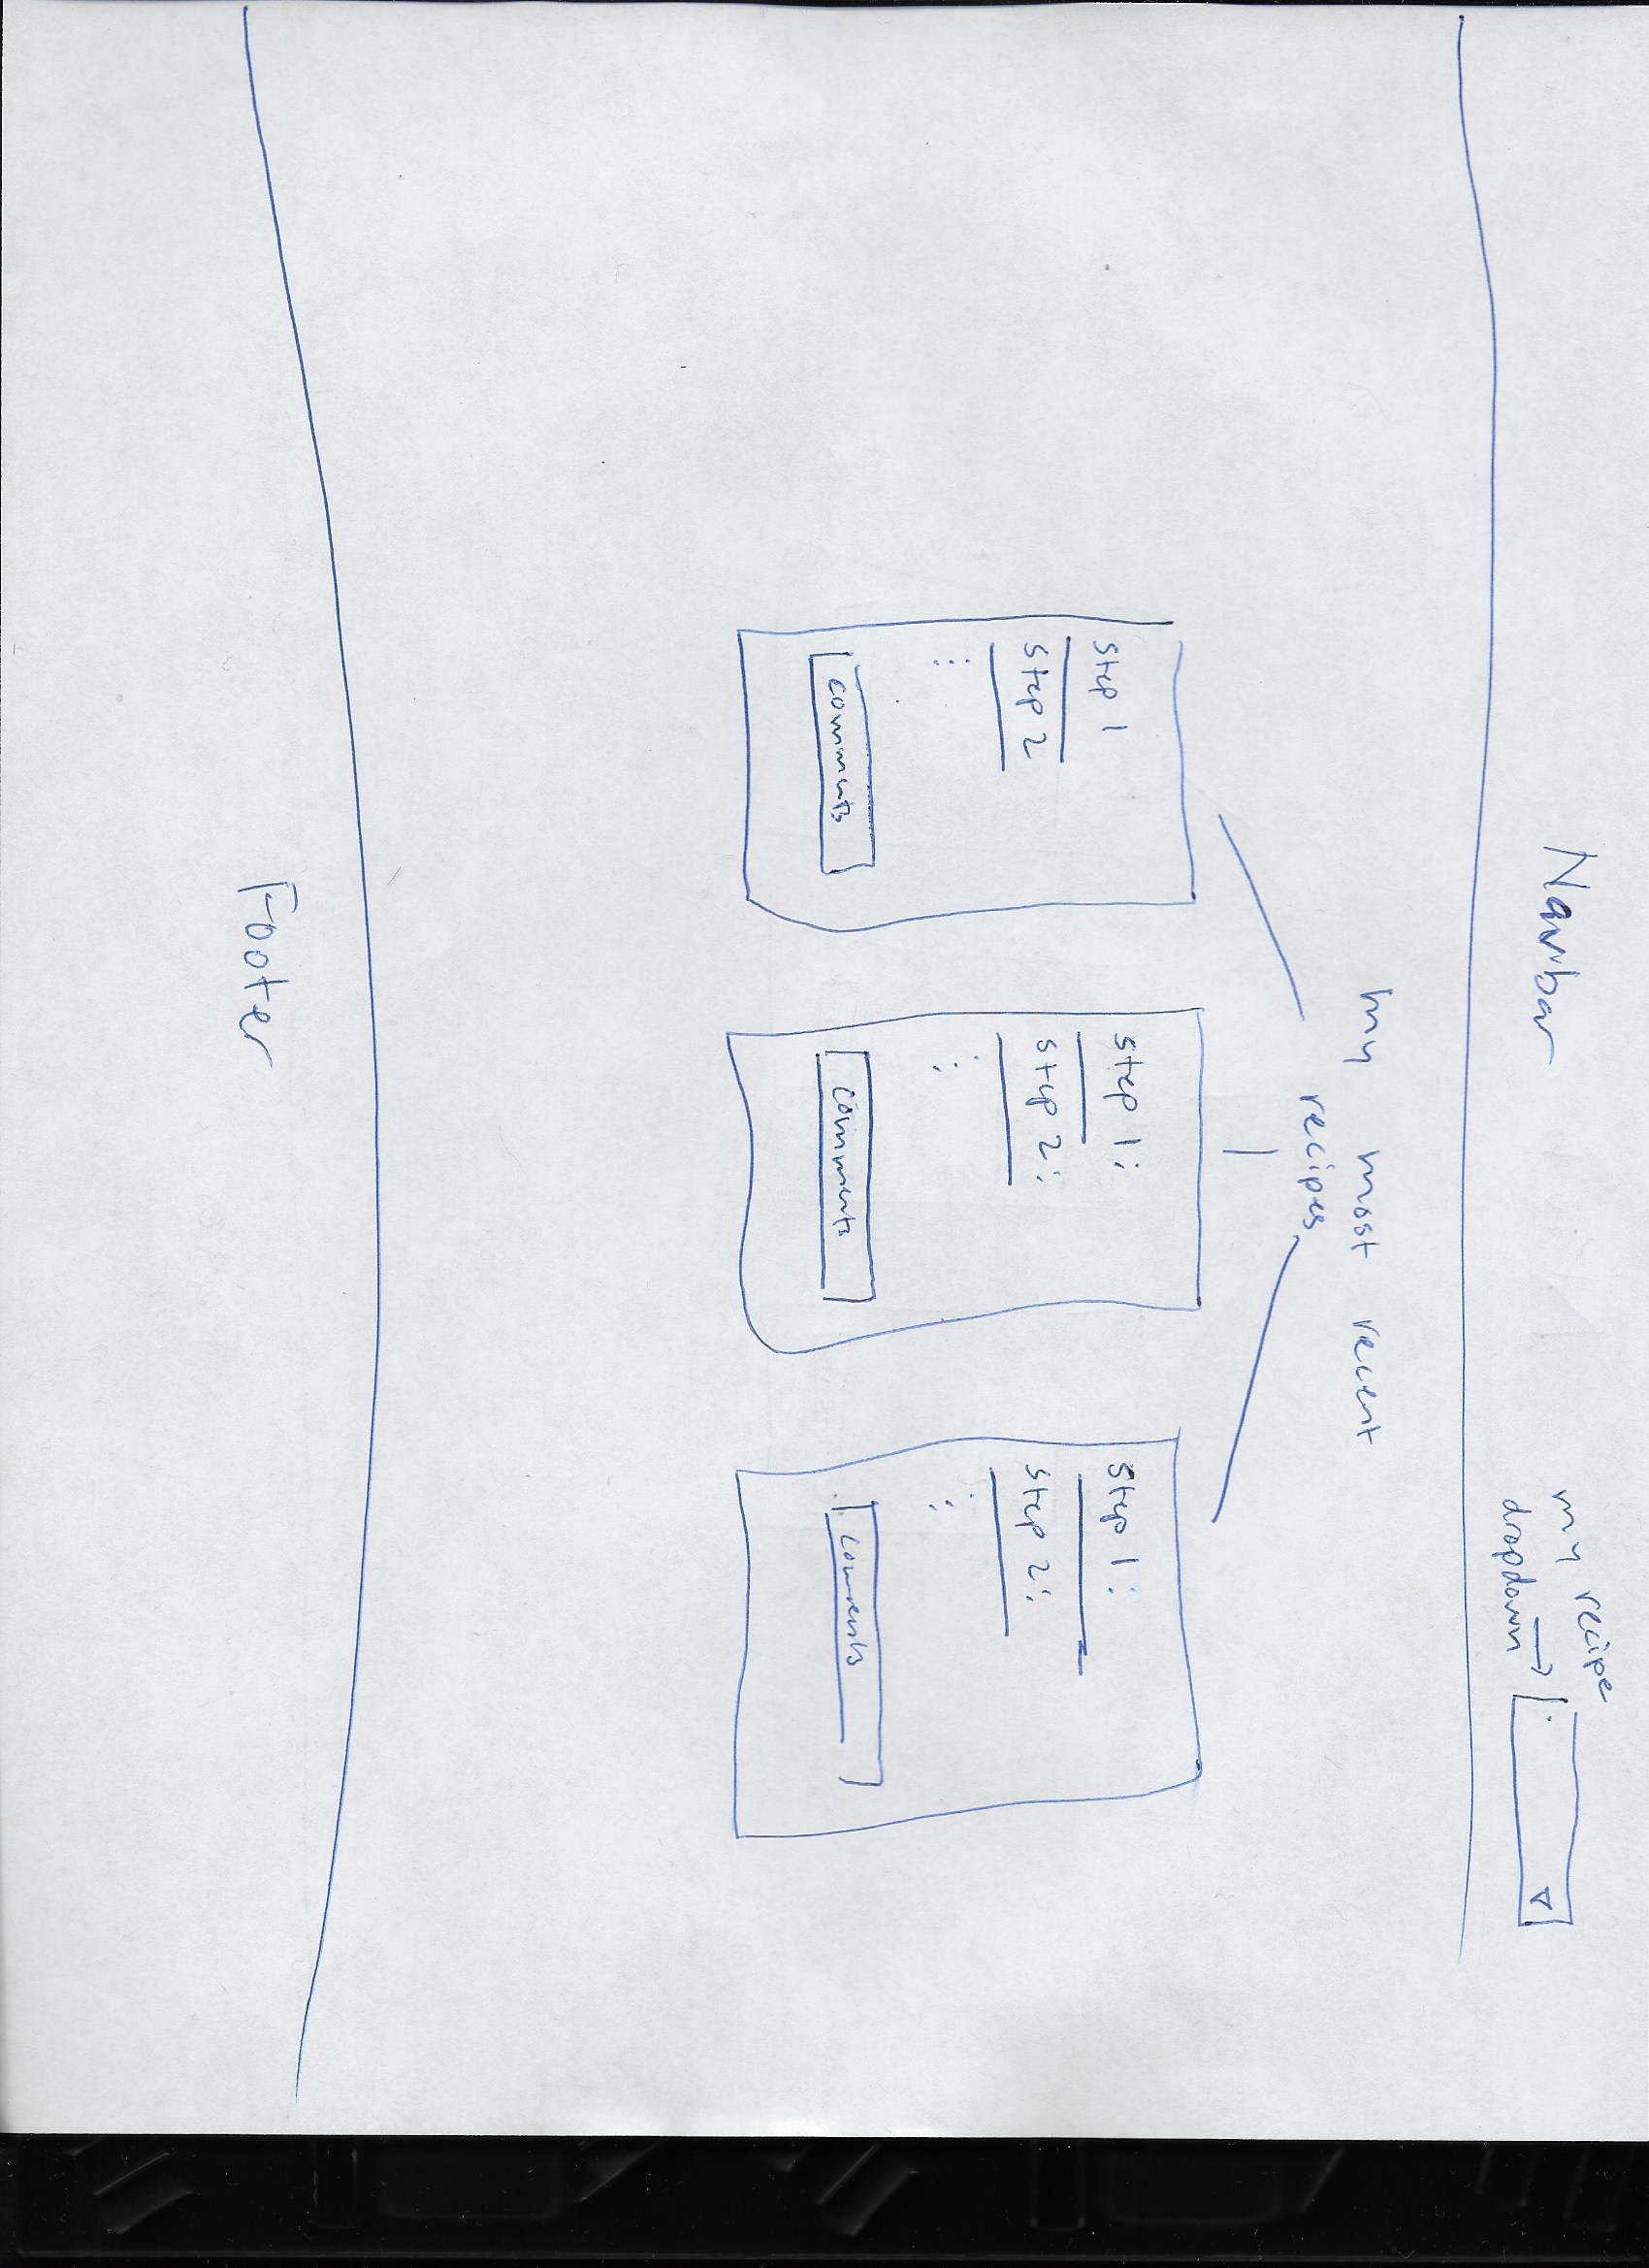 Navbar
my recipe
dropdown →
my most recent
recipes
Step 1
Step 2
⋮
comments
Step 1:
Step 2:
⋮
comments
Step 1:
Step 2:
⋮
comments
Footer